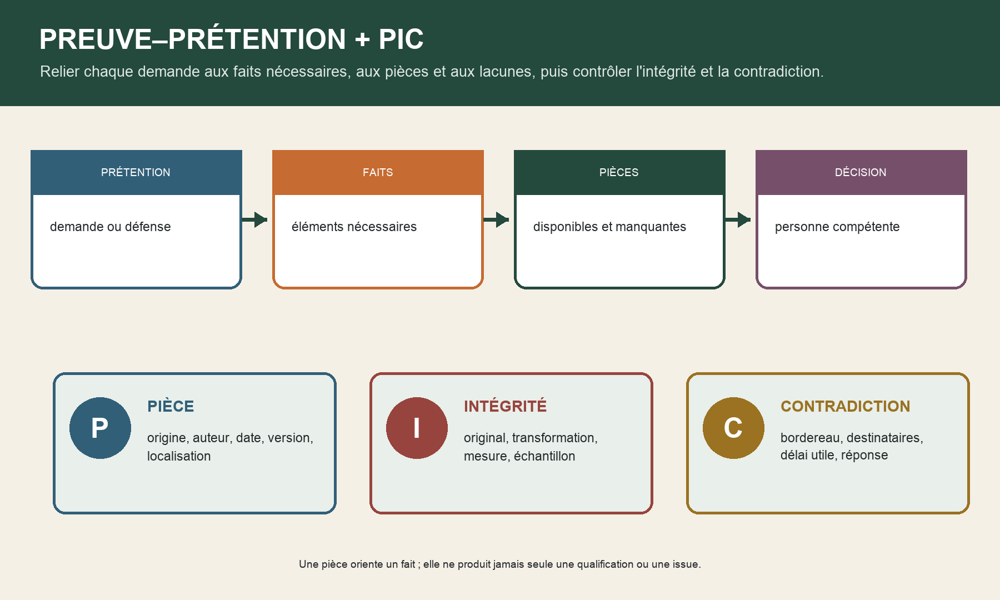 PREUVE–PRÉTENTION + PIC
Relier chaque demande aux faits nécessaires, aux pièces et aux lacunes, puis contrôler l'intégrité et la contradiction.
PRÉTENTION
demande ou défense
FAITS
éléments nécessaires
PIÈCES
disponibles et manquantes
DÉCISION
personne compétente
P
PIÈCE
origine, auteur, date, version,
localisation
I
INTÉGRITÉ
original, transformation,
mesure, échantillon
C
CONTRADICTION
bordereau, destinataires,
délai utile, réponse
Une pièce oriente un fait ; elle ne produit jamais seule une qualification ou une issue.